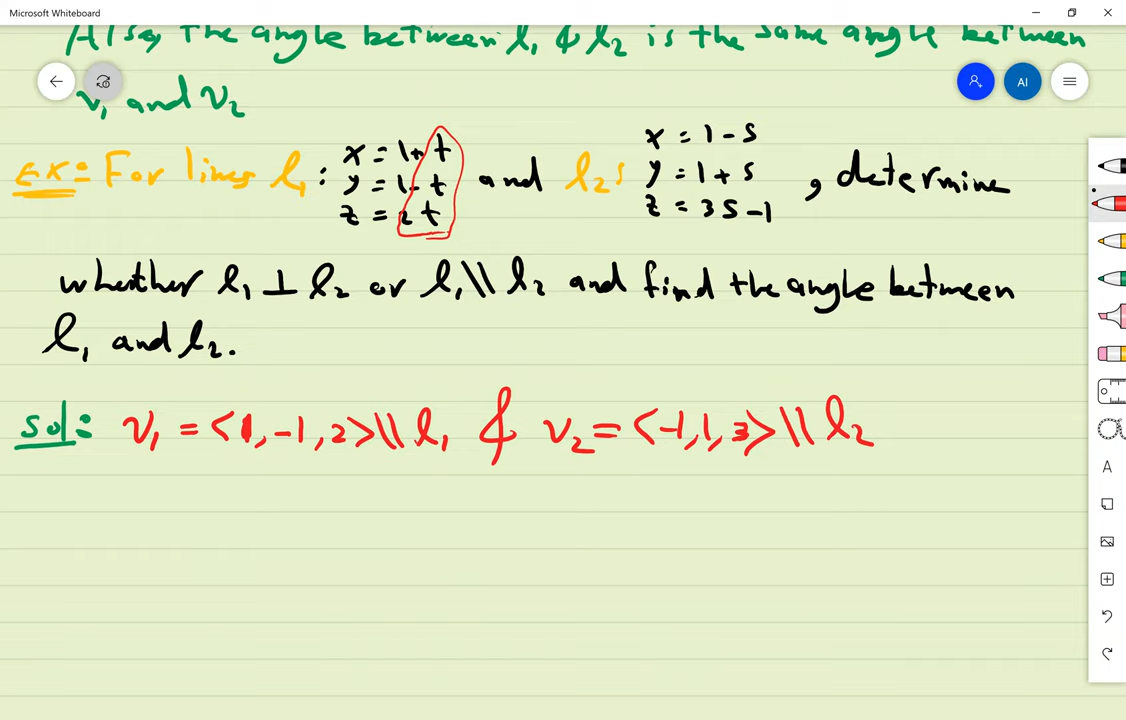 Microsoft Whiteboard
Also, the angle between l₁ & l₂ is the same angle between
v₁ and v₂
AI
Ex: For lines l₁: x = 1+t y = 1-t z = 2t and l₂: x = 1-s y = 1+s z = 3s-1, determine
whether l₁ ⊥ l₂ or l₁ \\ l₂ and find the angle between
l₁ and l₂.
sol: v₁ = <1,-1,2> \\ l₁ & v₂ = <-1,1,3> \\ l₂
A